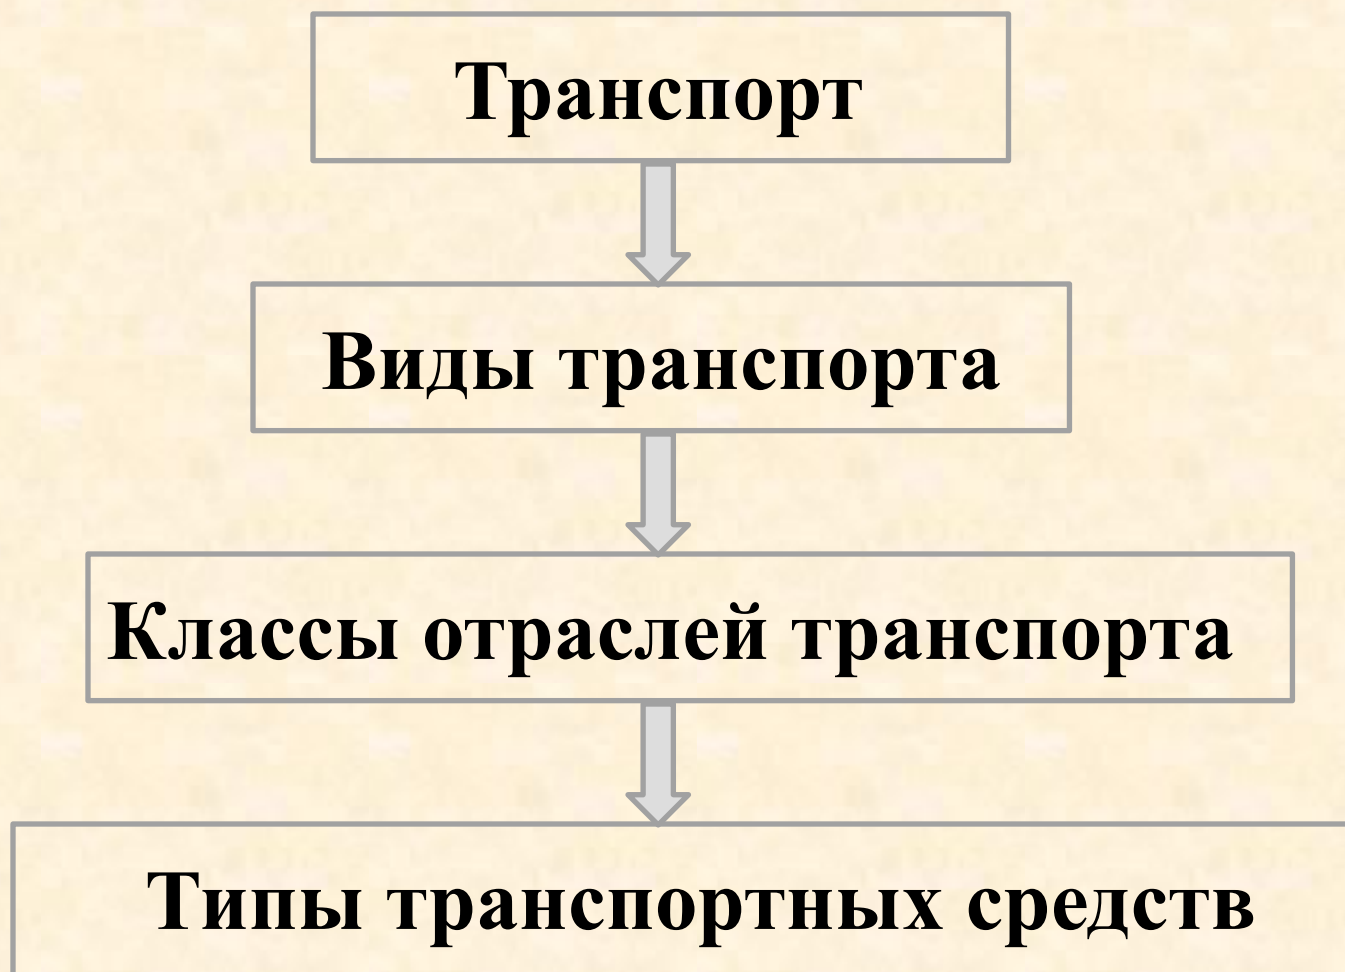 Транспорт
Виды транспорта
Классы отраслей транспорта
Типы транспортных средств